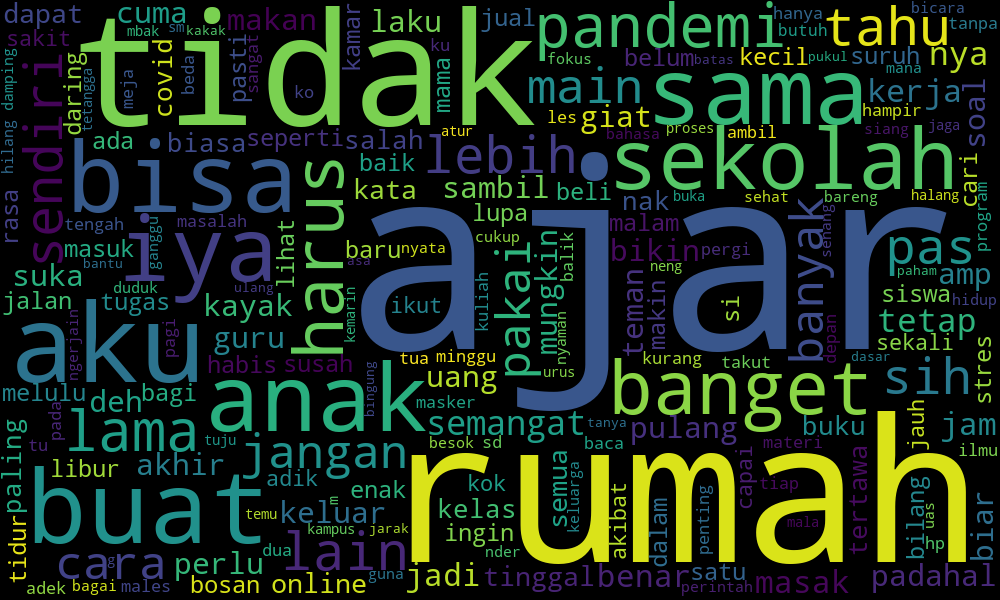 dapat
cuma
mbak
sm
kakak
makan
laku
jual
pandemi
hanya
butuh
bicara
tanpa
tahu
sakit
tidak
sangat
kamar
ku
mama
fokus
belum
batas
kecil
pukul
suruh
mana
nya
hilang
damping
sendiri
daring
tetangga
meja
covid
beda
pasti
ko
main
sama
kerja
soal
les
giat
hampir
atur
bahasa
proses
ambil
siang
jaga
ada
biasa
seperti
salah
lebih
sekolah
cari
program
baik
rasa
bisa
harus
kata
sambil
beli
nak
buka
sehat
bareng
halang
tengah
masalah
iya
lupa
malam
banyak
senang
masuk
ganggu
lihat
baru
nyata
cukup
bikin
pergi
pas
bantu
asa
ajar
pakai
mungkin
balik
neng
paham
amp
suka
duduk
ulang
teman
makin
si
siswa
hidup
jalan
tugas
kayak
kemarin
ikut
kuliah
nyaman
tetap
aku
ngerjain
pagi
guru
depan
sekali
stres
habis
susah
tua
minggu
urus
kurang
takut
dasar
melulu
deh
bagi
anak
bingung
uang
banget
sih
masker
paling
tu
pada
lama
tuju
jangan
semangat
tanya
pulang
buku
jauh
jam
besok
sd
baca
materi
ilmu
libur
akhir
adik
enak
kok
semua
keluarga
capai
tiap
rumah
tidur
buat
temu
keluar
m
kampus
jarak
kelas
ingin
akibat
dalam
penting
mala
tertawa
bilang
uas
hp
biar
cara
g
perlu
dua
lain
nder
adek
bagai
males
bosan
online
guna
jadi
tinggal
benar
perintah
satu
masak
padahal